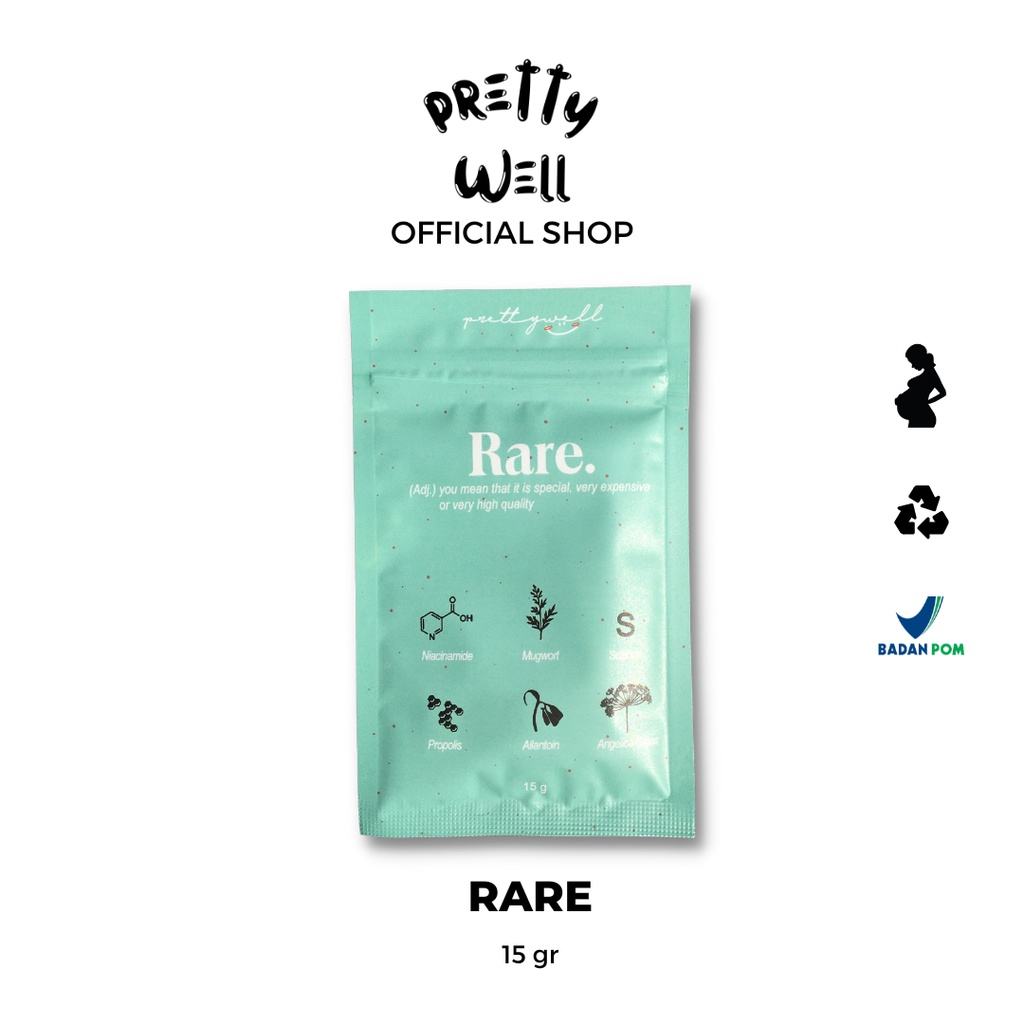 PRETTY
WELL
OFFICIAL SHOP
prettywell
Rare.
(Adj.) you mean that it is special, very expensive
or very high quality
O
OH
N
S
Niacinamide
Mugwort
Propolis
Allantoin
15 g
BADAN POM
RARE
15 gr